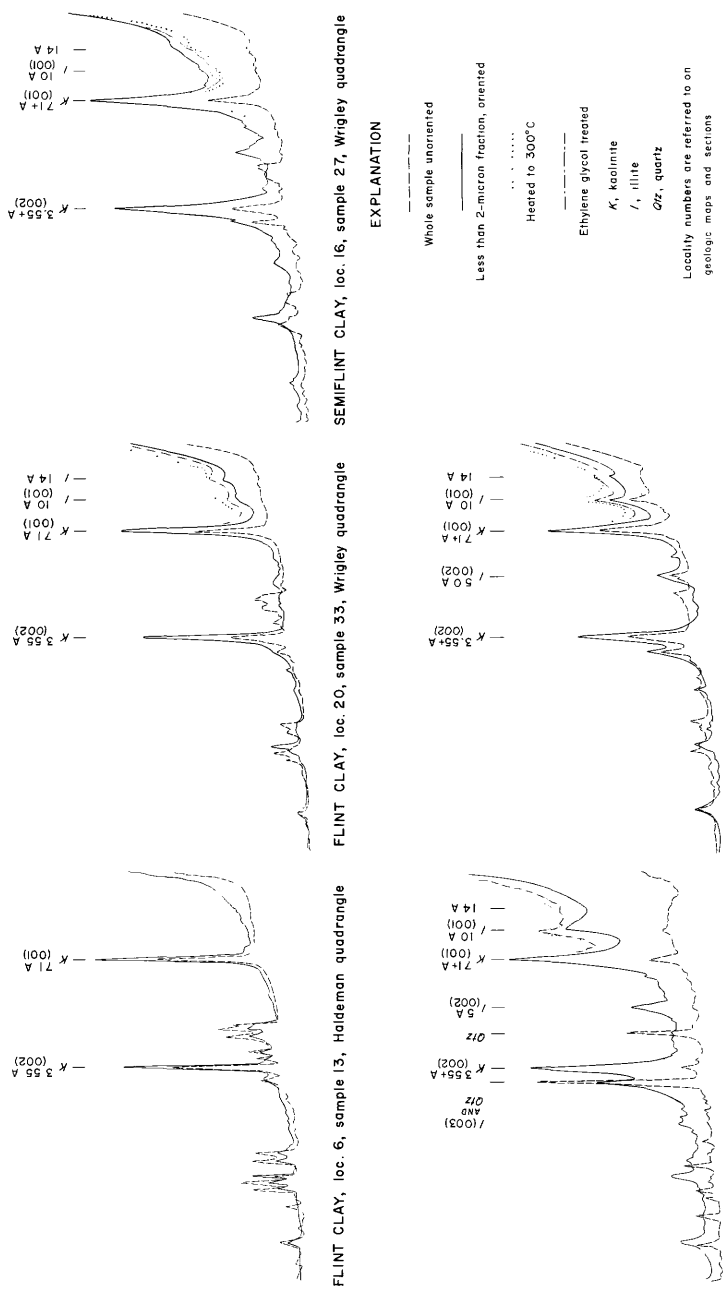 K 3.55 A
(002)
K 7.1 A
(001)
FLINT CLAY, loc. 6, sample 13, Haldeman quadrangle
K 3.55 A
(002)
K 7.1 A
(001)
I 10 A
(001)
I 14 A
FLINT CLAY, loc. 20, sample 33, Wrigley quadrangle
K 3.55+A
(002)
K 7.1+A
(001)
I 10 A
(001)
14 A
SEMIFLINT CLAY, loc. 16, sample 27, Wrigley quadrangle
I (003)
AND
Qtz
K 3.55+A
(002)
Qtz
I 5 A
(002)
K 7.1+A
(001)
I 10 A
(001)
14 A
K 3.55+A
(002)
I 5.0 A
(002)
K 7.1+A
(001)
I 10 A
(001)
I 14 A
EXPLANATION
Whole sample unoriented
Less than 2-micron fraction, oriented
Heated to 300°C
Ethylene glycol treated
K, kaolinite
I, illite
Qtz, quartz
Locality numbers are referred to on
geologic maps and sections